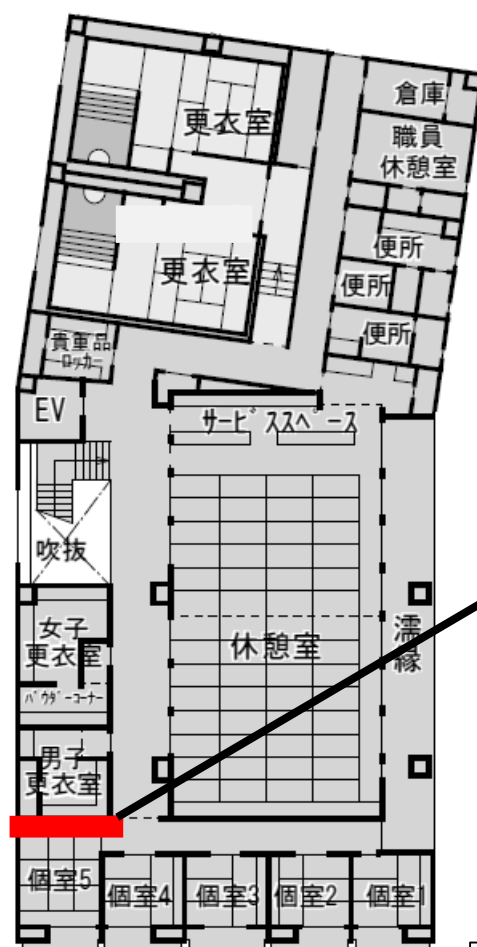 更衣室
倉庫
職員
休憩室
便所
更衣室
便所
便所
貴重品
ロッカー
EV
サービススペース
吹抜
女子
更衣室
パウダーコーナー
休憩室
濡縁
男子
更衣室
個室5
個室4
個室3
個室2
個室1